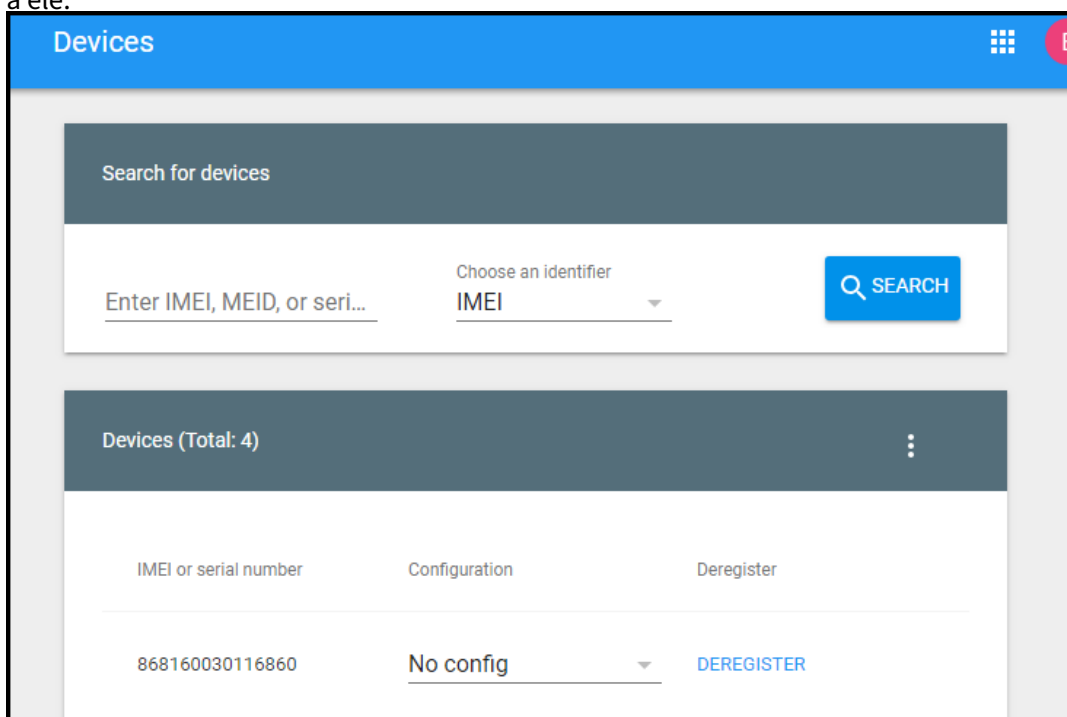 a ele.
Devices
Search for devices
Choose an identifier
Enter IMEI, MEID, or seri...
IMEI
SEARCH
Devices (Total: 4)
IMEI or serial number Configuration Deregister
868160030116860 No config DEREGISTER